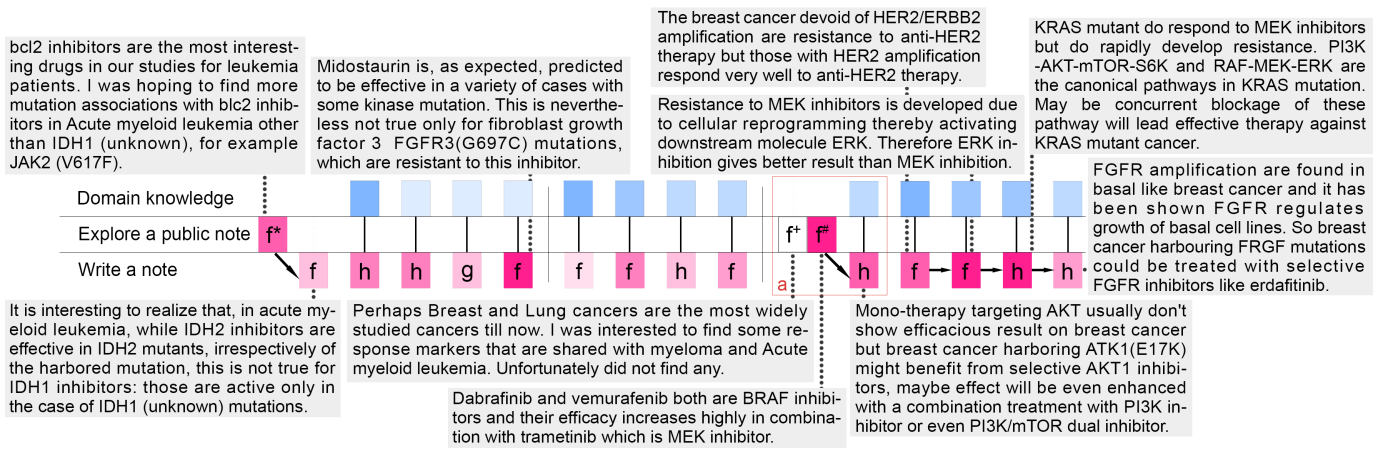 bcl2 inhibitors are the most interest-
ing drugs in our studies for leukemia
patients. I was hoping to find more
mutation associations with blc2 inhib-
itors in Acute myeloid leukemia other
than IDH1 (unknown), for example
JAK2 (V617F).
Midostaurin is, as expected, predicted
to be effective in a variety of cases with
some kinase mutation. This is neverthe-
less not true only for fibroblast growth
factor 3 FGFR3(G697C) mutations,
which are resistant to this inhibitor.
The breast cancer devoid of HER2/ERBB2
amplification are resistance to anti-HER2
therapy but those with HER2 amplification
respond very well to anti-HER2 therapy.
Resistance to MEK inhibitors is developed due
to cellular reprogramming thereby activating
downstream molecule ERK. Therefore ERK in-
hibition gives better result than MEK inhibition.
KRAS mutant do respond to MEK inhibitors
but do rapidly develop resistance. PI3K
-AKT-mTOR-S6K and RAF-MEK-ERK are
the canonical pathways in KRAS mutation.
May be concurrent blockage of these
pathway will lead effective therapy against
KRAS mutant cancer.
FGFR amplification are found in
basal like breast cancer and it has
been shown FGFR regulates
growth of basal cell lines. So breast
cancer harbouring FRGF mutations
could be treated with selective
FGFR inhibitors like erdafitinib.
Domain knowledge
Explore a public note f* f+ f#
Write a note f h h g f f f h f h f f h h
a
It is interesting to realize that, in acute my-
eloid leukemia, while IDH2 inhibitors are
effective in IDH2 mutants, irrespectively of
the harbored mutation, this is not true for
IDH1 inhibitors: those are active only in
the case of IDH1 (unknown) mutations.
Perhaps Breast and Lung cancers are the most widely
studied cancers till now. I was interested to find some re-
sponse markers that are shared with myeloma and Acute
myeloid leukemia. Unfortunately did not find any.
Dabrafinib and vemurafenib both are BRAF inhibi-
tors and their efficacy increases highly in combina-
tion with trametinib which is MEK inhibitor.
Mono-therapy targeting AKT usually don't
show efficacious result on breast cancer
but breast cancer harboring ATK1(E17K)
might benefit from selective AKT1 inhibi-
tors, maybe effect will be even enhanced
with a combination treatment with PI3K in-
hibitor or even PI3K/mTOR dual inhibitor.